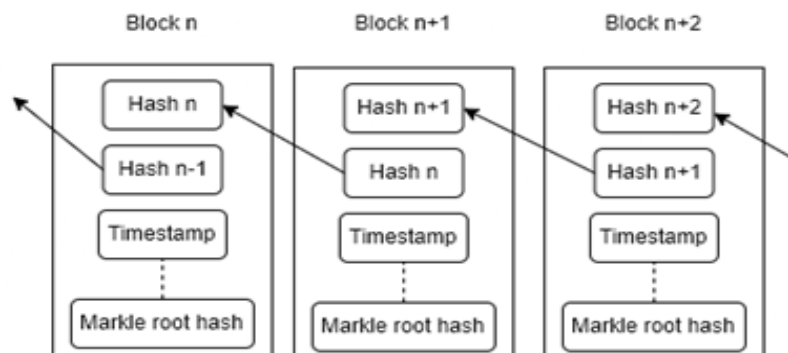 Block n
Block n+1
Block n+2
Hash n
Hash n+1
Hash n+2
Hash n-1
Hash n
Hash n+1
Timestamp
Timestamp
Timestamp
Markle root hash
Markle root hash
Markle root hash